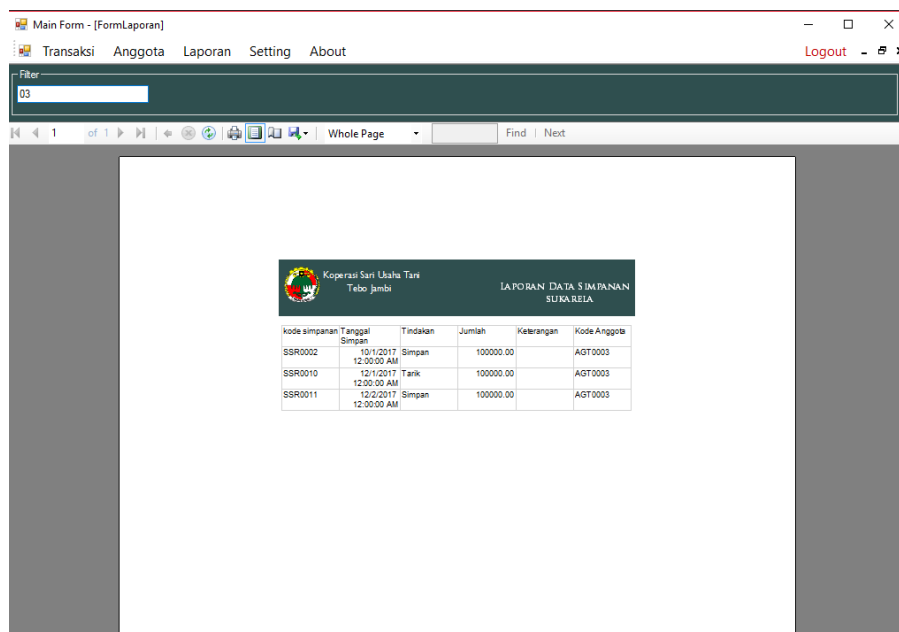 Main Form - [FormLaporan]
Transaksi Anggota Laporan Setting About Logout
Filter
03
1 of 1 Whole Page Find | Next
Koperasi Sari Usaha Tani
Tebo Jambi
LAPORAN DATA SIMPANAN
SUKARELA
kode simpanan Tanggal Simpan Tindakan Jumlah Keterangan Kode Anggota
SSR0002 10/1/2017 12:00:00 AM Simpan 100000.00 AGT0003
SSR0010 12/1/2017 12:00:00 AM Tarik 100000.00 AGT0003
SSR0011 12/2/2017 12:00:00 AM Simpan 100000.00 AGT0003